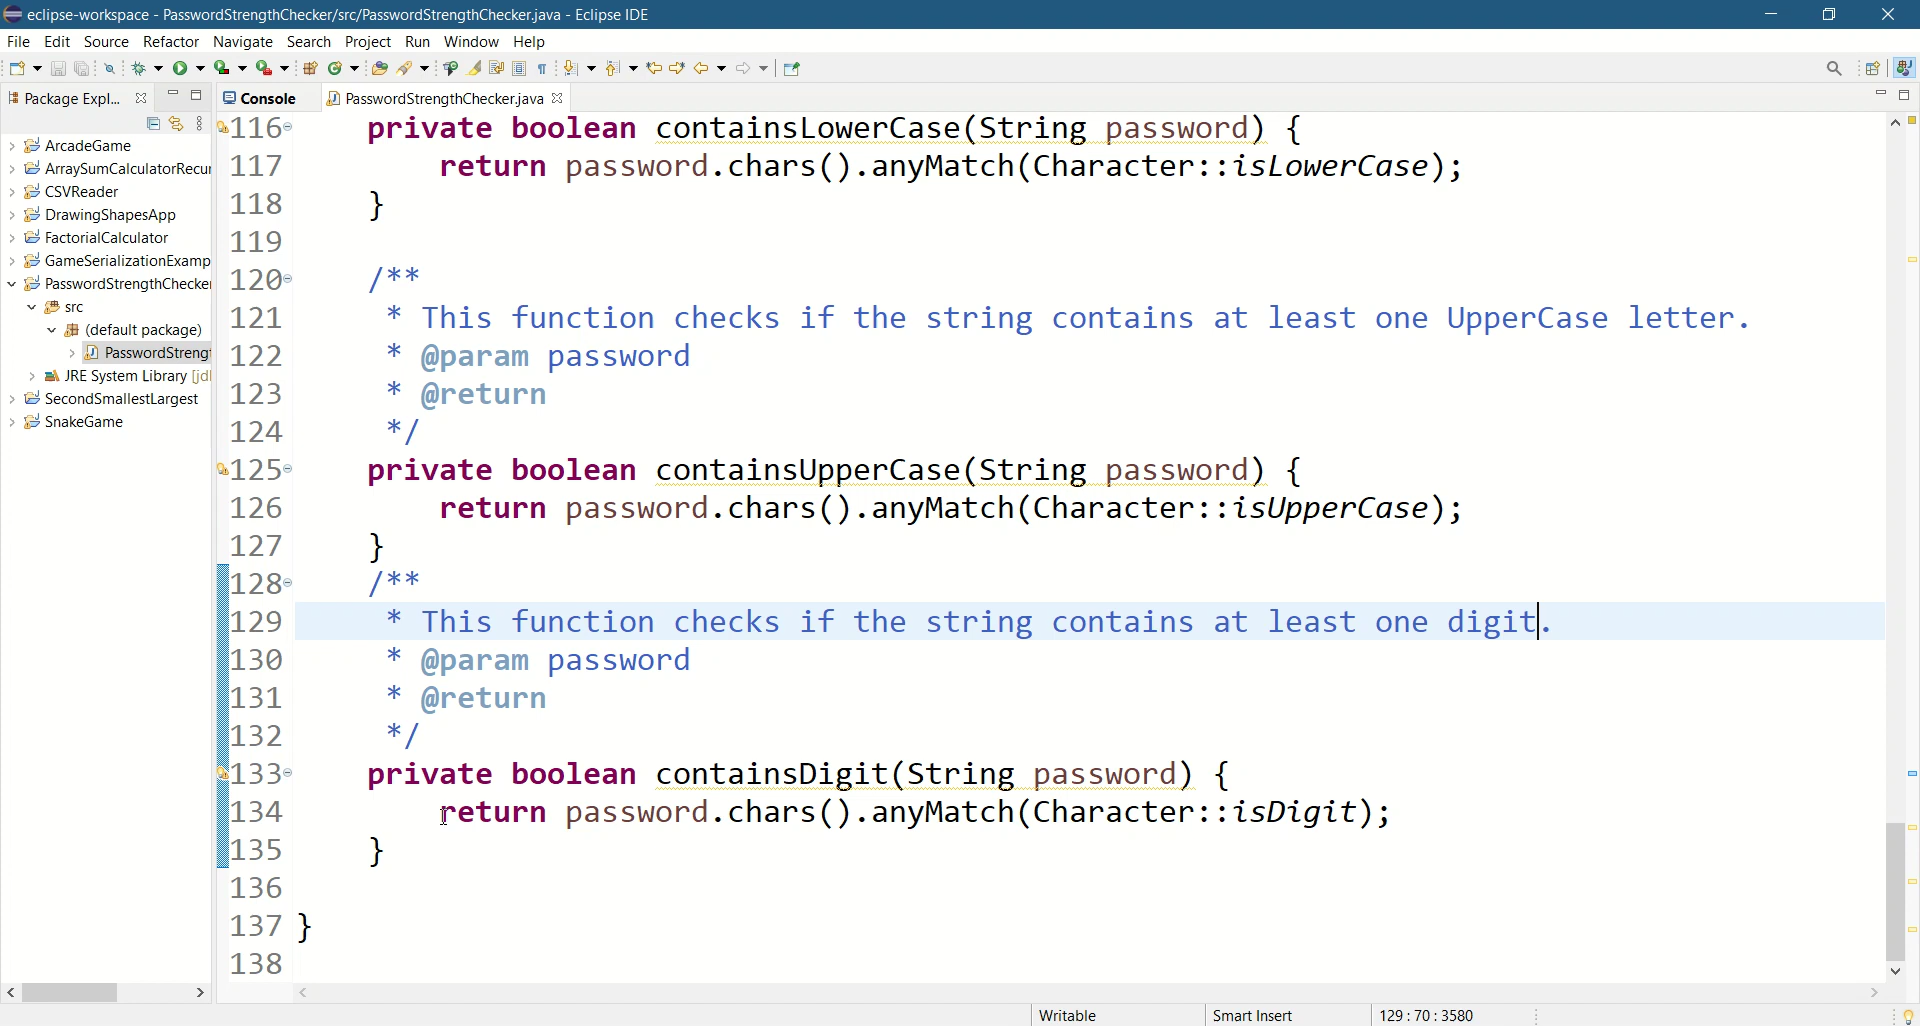 eclipse-workspace - PasswordStrengthChecker/src/PasswordStrengthChecker.java - Eclipse IDE
File Edit Source Refactor Navigate Search Project Run Window Help
Package Expl...
Console
PasswordStrengthChecker.java
ArcadeGame
ArraySumCalculatorRecur
CSVReader
DrawingShapesApp
FactorialCalculator
GameSerializationExamp
PasswordStrengthChecker
src
(default package)
PasswordStrengt
JRE System Library [jd
SecondSmallestLargest
SnakeGame
116 private boolean containsLowerCase(String password) {
117 return password.chars().anyMatch(Character::isLowerCase);
118 }
119
120 /**
121 * This function checks if the string contains at least one UpperCase letter.
122 * @param password
123 * @return
124 */
125 private boolean containsUpperCase(String password) {
126 return password.chars().anyMatch(Character::isUpperCase);
127 }
128 /**
129 * This function checks if the string contains at least one digit.
130 * @param password
131 * @return
132 */
133 private boolean containsDigit(String password) {
134 return password.chars().anyMatch(Character::isDigit);
135 }
136
137 }
138
Writable
Smart Insert
129 : 70 : 3580